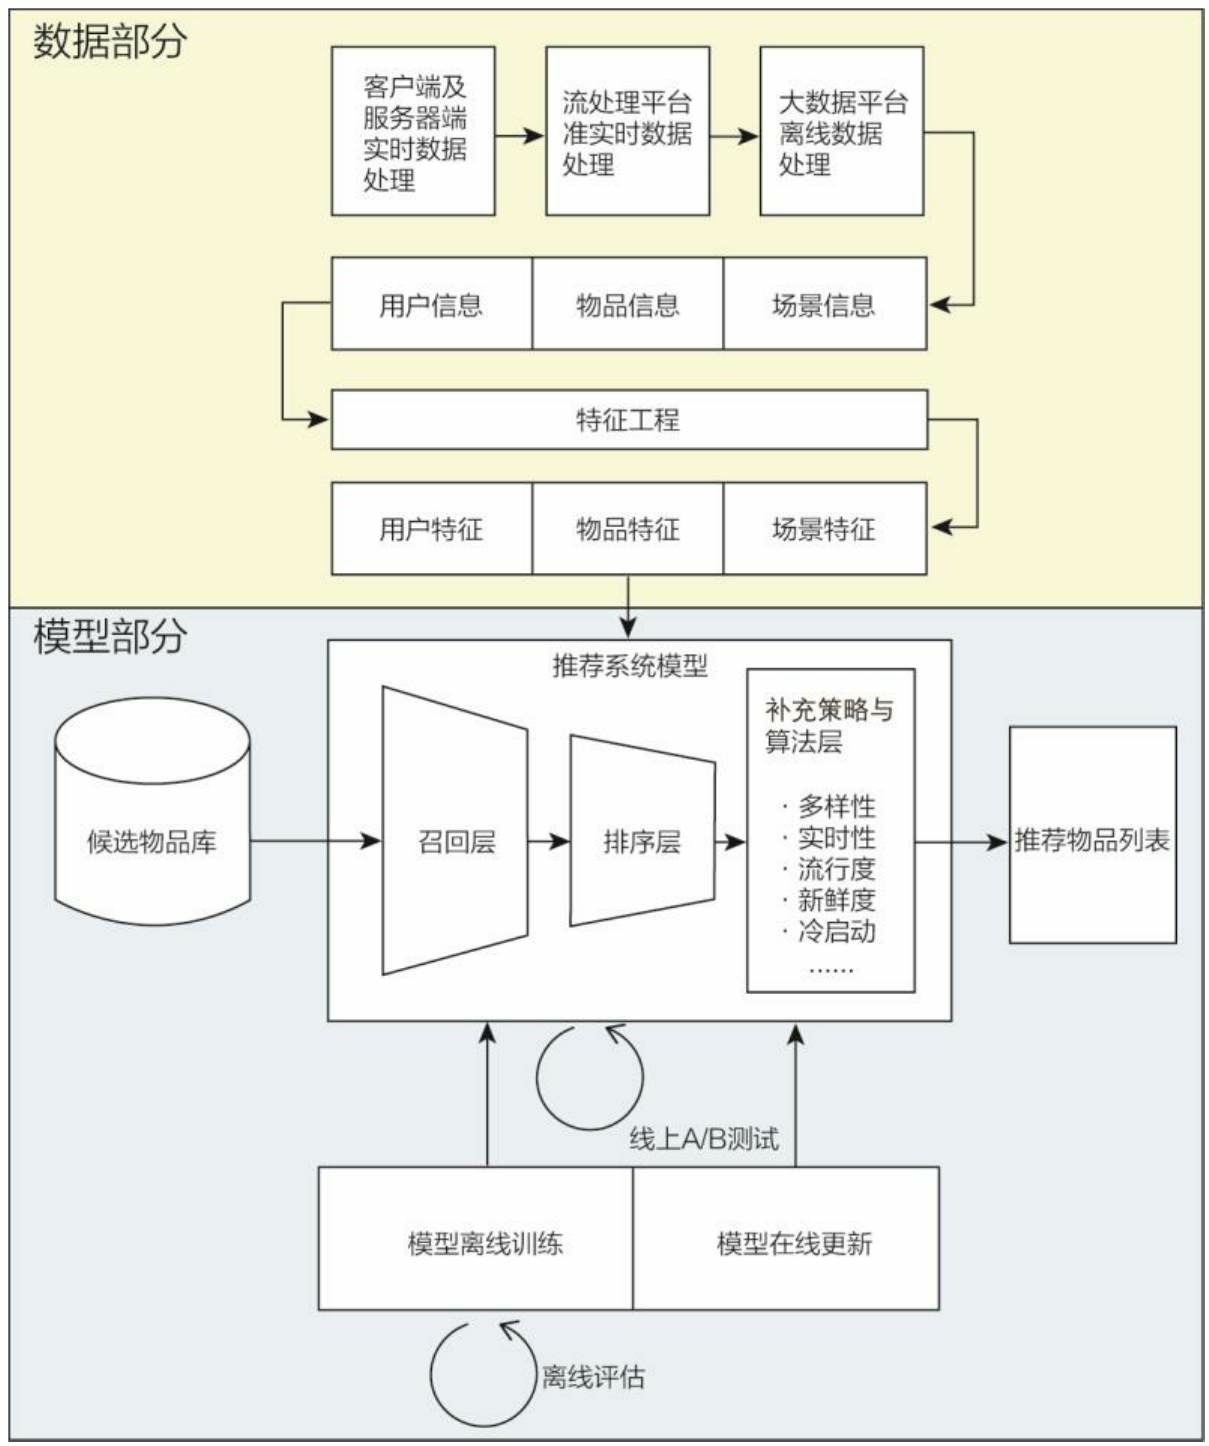 数据部分
客户端及
服务器端
实时数据
处理
流处理平台
准实时数据
处理
大数据平台
离线数据
处理
用户信息
物品信息
场景信息
特征工程
用户特征
物品特征
场景特征
模型部分
推荐系统模型
候选物品库
召回层
排序层
补充策略与
算法层
· 多样性
· 实时性
· 流行度
· 新鲜度
· 冷启动
......
推荐物品列表
线上A/B测试
模型离线训练
模型在线更新
离线评估